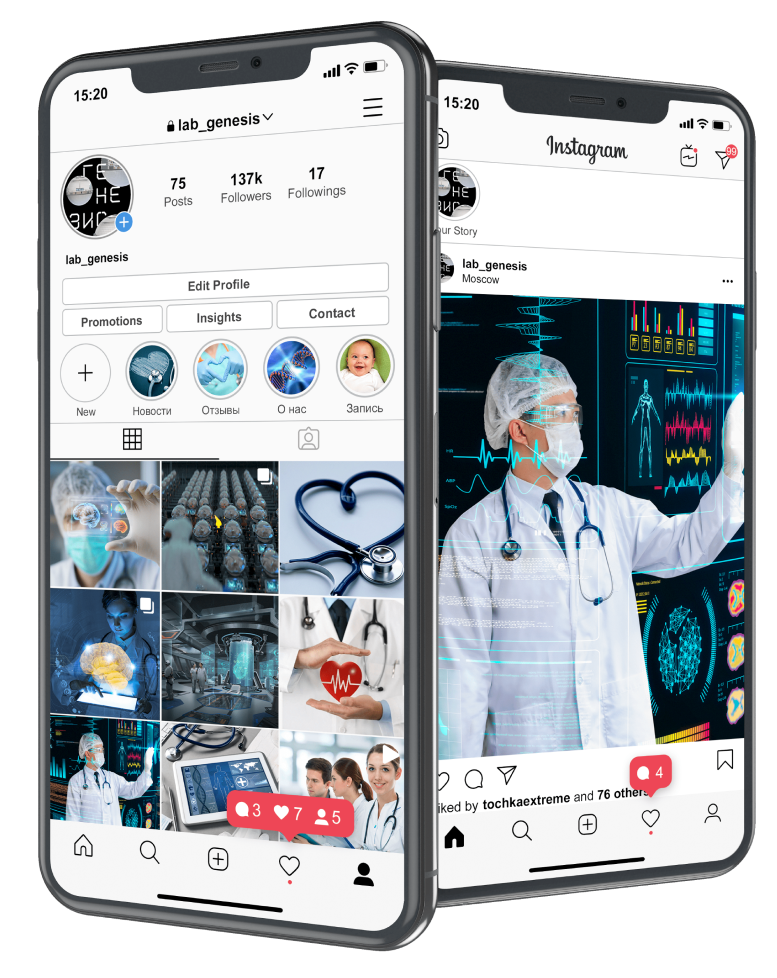 15:20
lab_genesis
75
137k
17
Posts
Followers
Followings
ГЕ
НЕ
ЗИС
lab_genesis
Edit Profile
Promotions
Insights
Contact
New
Новости
Отзывы
О нас
Запись
3
7
5
15:20
Instagram
99
ur Story
lab_genesis
Moscow
4
iked by tochkaextreme and 76 others